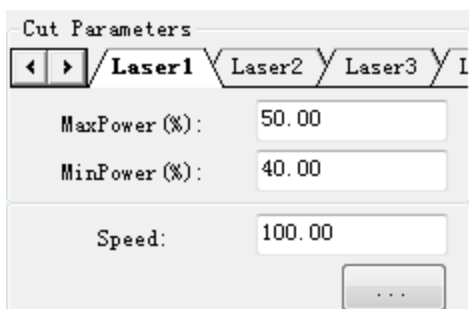 Cut Parameters
Laser1 Laser2 Laser3
MaxPower(%): 50.00
MinPower(%): 40.00
Speed: 100.00
...